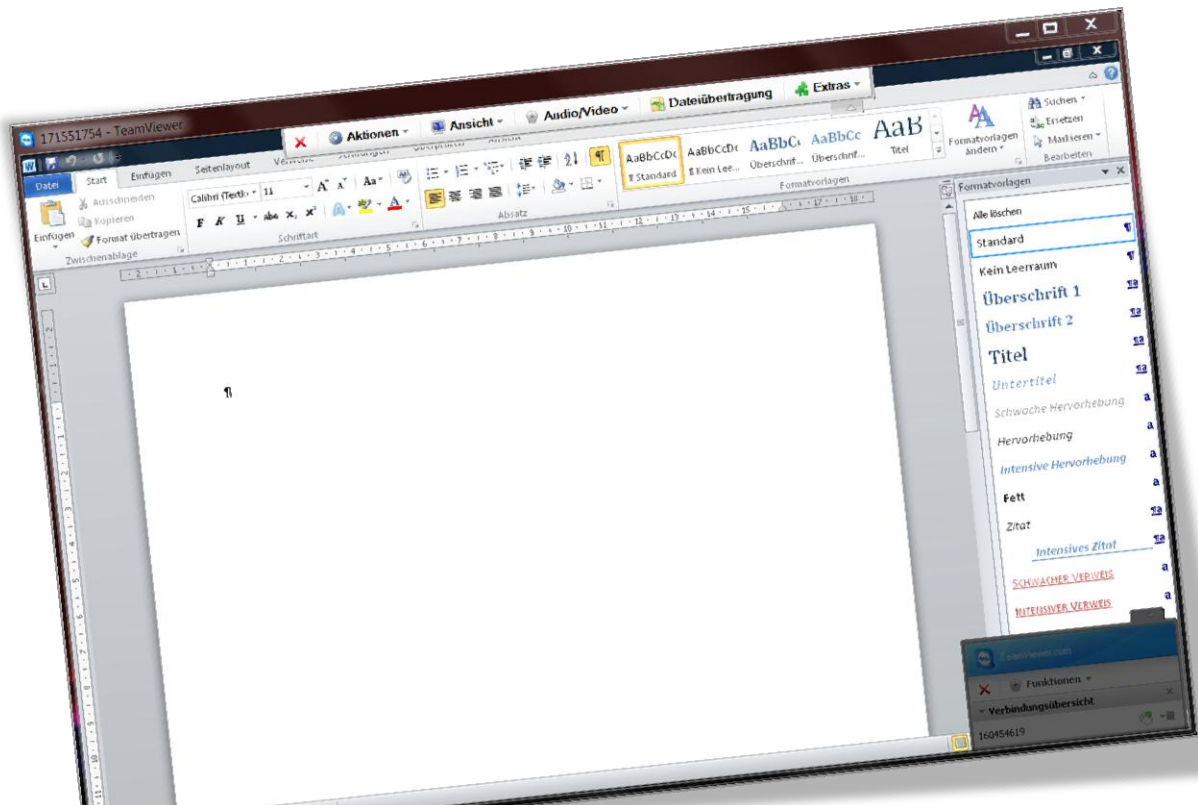 171551754 - TeamViewer
Aktionen Ansicht Audio/Video Dateiübertragung Extras
Datei Start Einfügen Seitenlayout
Einfügen
Ausschneiden
Kopieren
Format übertragen
Zwischenablage
Calibri (Textk 11
F K U abe x, x²
Schriftart
Absatz
AaBbCcDc AaBbCcDc AaBbC AaBbCc AaB
¶ Standard ¶ Kein Lee... Überschrif... Überschrif... Titel
Formatvorlagen
Formatvorlagen ändern
Suchen
Ersetzen
Markieren
Bearbeiten
¶
Formatvorlagen
Alle löschen
Standard ¶
Kein Leerraum ¶
Überschrift 1 ¶a
Überschrift 2 ¶a
Titel ¶a
Untertitel ¶a
Schwache Hervorhebung a
Hervorhebung a
Intensive Hervorhebung a
Fett a
Zitat ¶a
Intensives Zitat ¶a
SCHWACHER VERWEIS a
INTENSIVER VERWEIS a
TeamViewer.com
Funktionen
Verbindungsübersicht
160454619